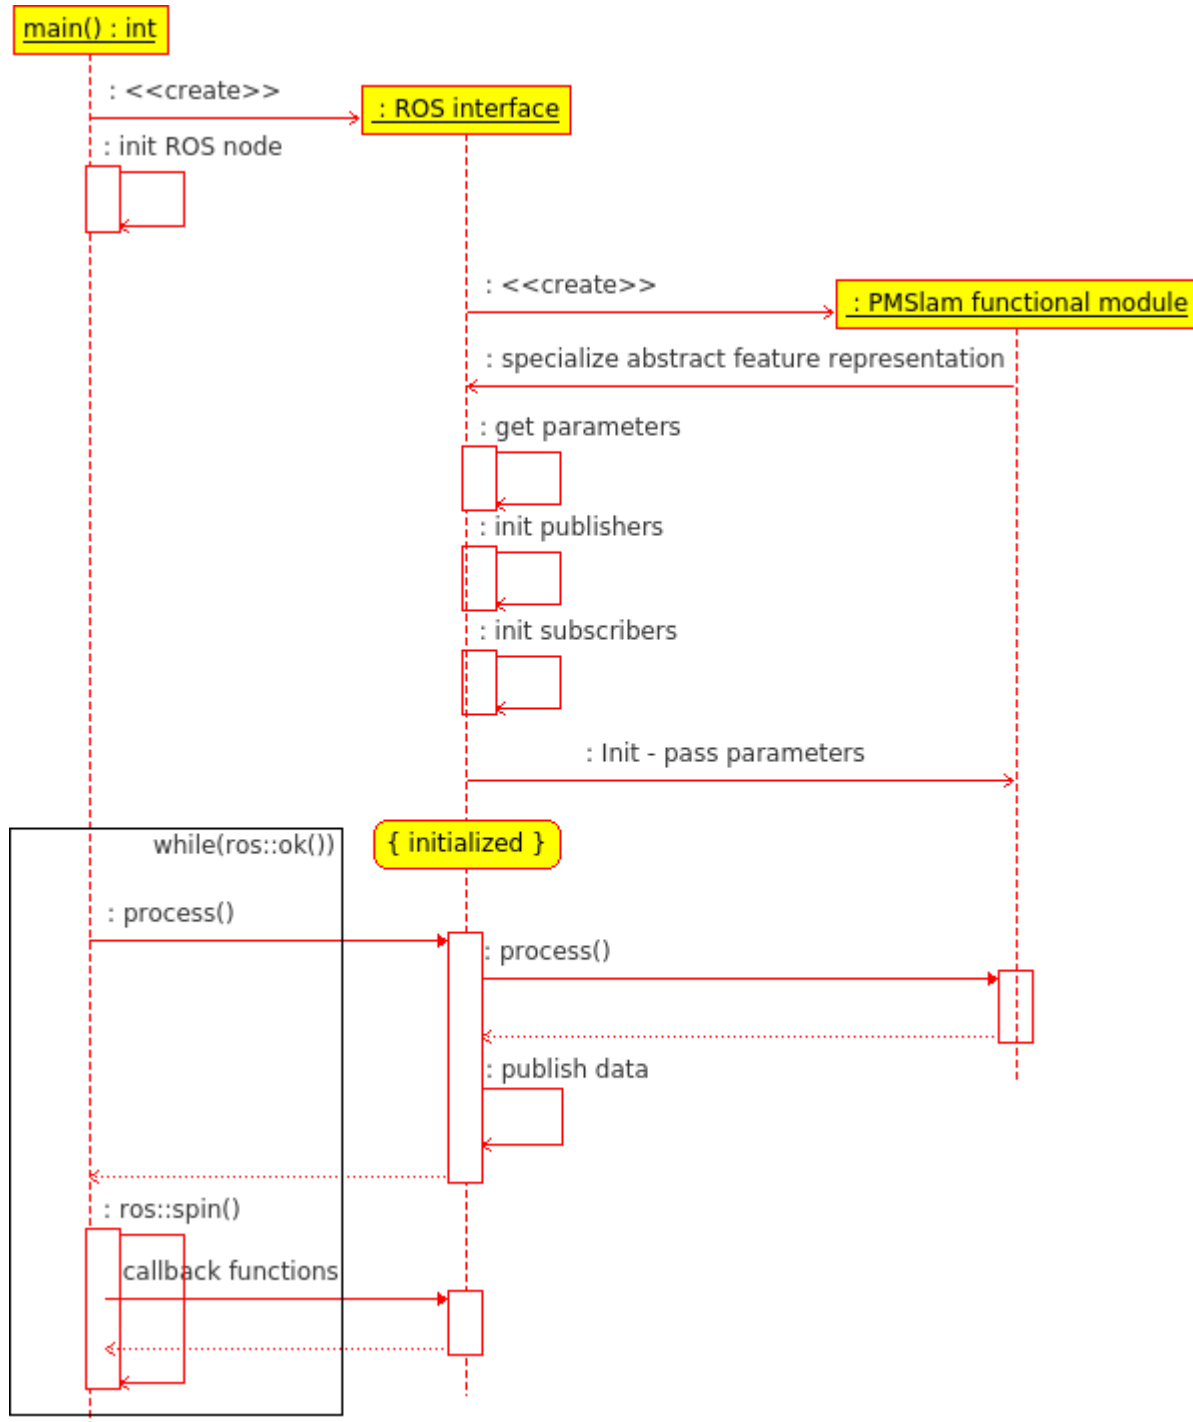 main() : int
: <<create>>
: ROS interface
: init ROS node
: <<create>>
: PMSlam functional module
: specialize abstract feature representation
: get parameters
: init publishers
: init subscribers
: Init - pass parameters
while(ros::ok())
{ initialized }
: process()
: process()
: publish data
: ros::spin()
callback functions